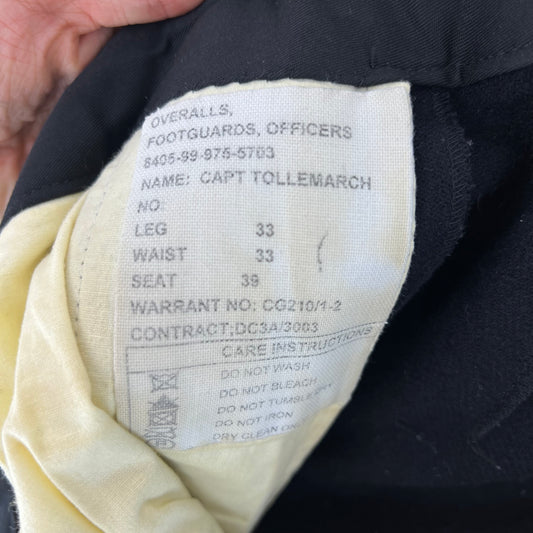 OVERALLS,
FOOTGUARDS, OFFICERS
8405-99-975-5703
NAME: CAPT TOLLEMARCH
NO:
LEG 33
WAIST 33
SEAT 39
WARRANT NO: CG210/1-2
CONTRACT;DC3A/3003
CARE INSTRUCTIONS
DO NOT WASH
DO NOT BLEACH
DO NOT TUMBLE DRY
DO NOT IRON
DRY CLEAN ONLY